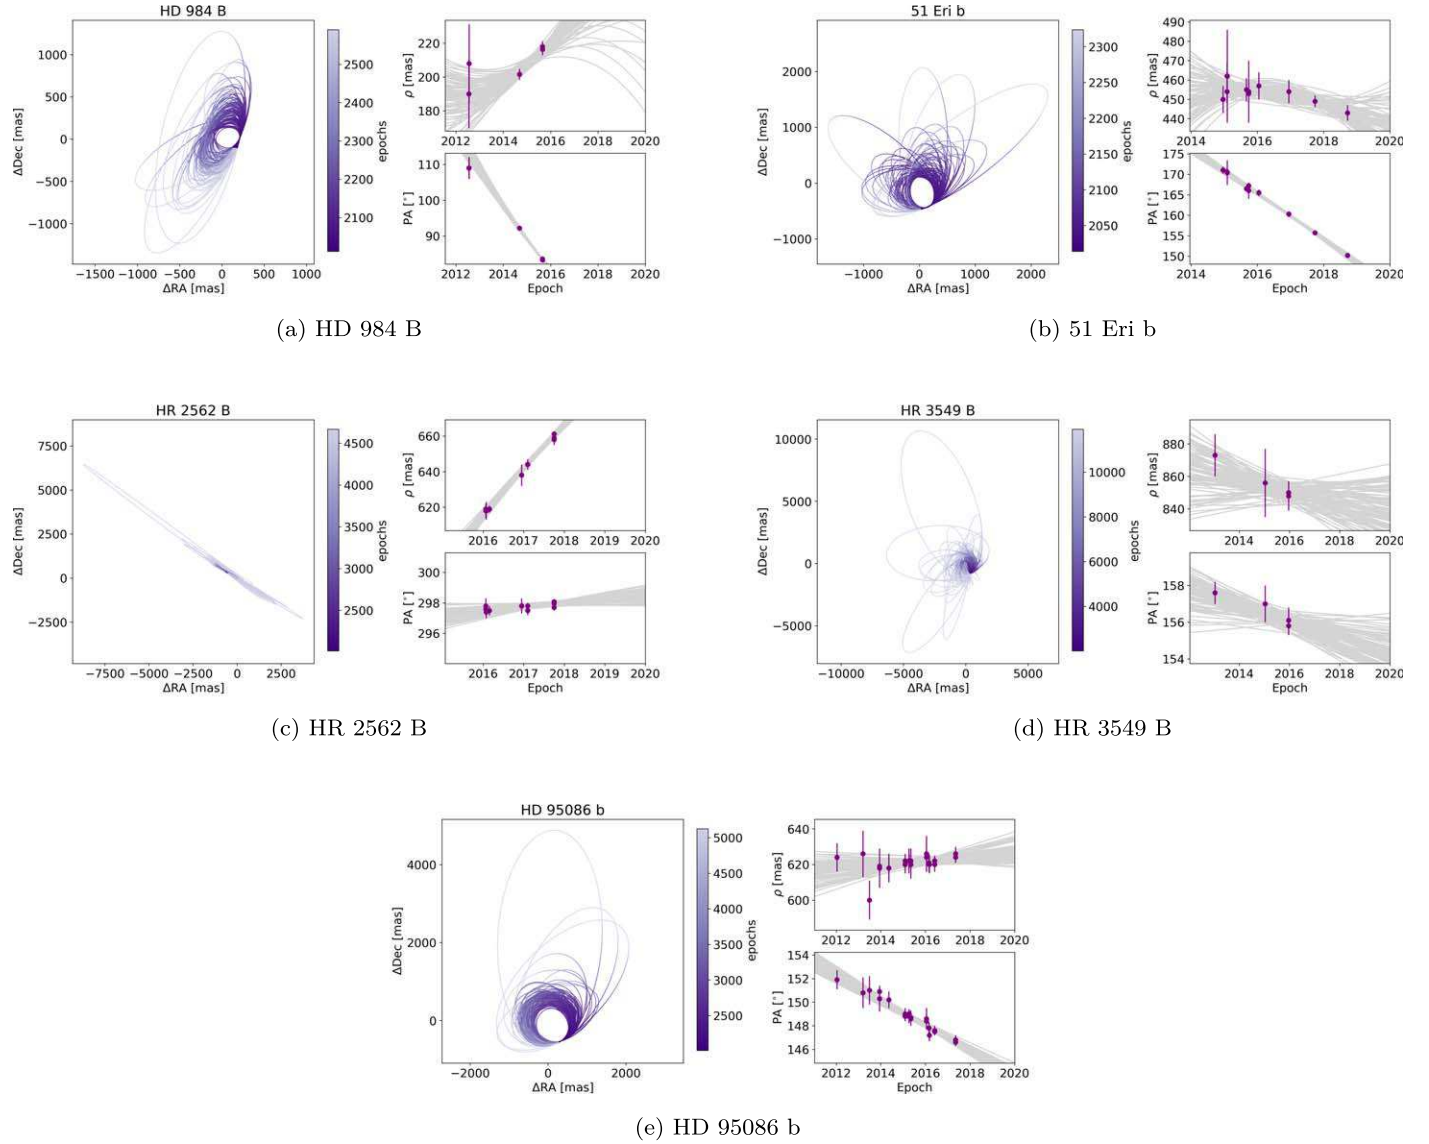 HD 984 B
1000
500
0
−500
−1000
ΔDec [mas]
−1500 −1000 −500 0 500 1000
ΔRA [mas]
2500
2400
2300
2200
2100
epochs
220
200
180
ρ [mas]
2012 2014 2016 2018 2020
110
100
90
PA [°]
2012 2014 2016 2018 2020
Epoch
(a) HD 984 B
51 Eri b
2000
1000
0
−1000
ΔDec [mas]
−1000 0 1000 2000
ΔRA [mas]
2300
2250
2200
2150
2100
2050
epochs
490
480
470
460
450
440
ρ [mas]
2014 2016 2018 2020
175
170
165
160
155
150
PA [°]
2014 2016 2018 2020
Epoch
(b) 51 Eri b
HR 2562 B
7500
5000
2500
0
−2500
ΔDec [mas]
−7500 −5000 −2500 0 2500
ΔRA [mas]
4500
4000
3500
3000
2500
epochs
660
640
620
ρ [mas]
2016 2017 2018 2019 2020
300
298
296
PA [°]
2016 2017 2018 2019 2020
Epoch
(c) HR 2562 B
HR 3549 B
10000
5000
0
−5000
ΔDec [mas]
−10000 −5000 0 5000
ΔRA [mas]
10000
8000
6000
4000
epochs
880
860
840
ρ [mas]
2014 2016 2018 2020
158
156
154
PA [°]
2014 2016 2018 2020
Epoch
(d) HR 3549 B
HD 95086 b
4000
2000
0
ΔDec [mas]
−2000 0 2000
ΔRA [mas]
5000
4500
4000
3500
3000
2500
epochs
640
620
600
ρ [mas]
2012 2014 2016 2018 2020
154
152
150
148
146
PA [°]
2012 2014 2016 2018 2020
Epoch
(e) HD 95086 b